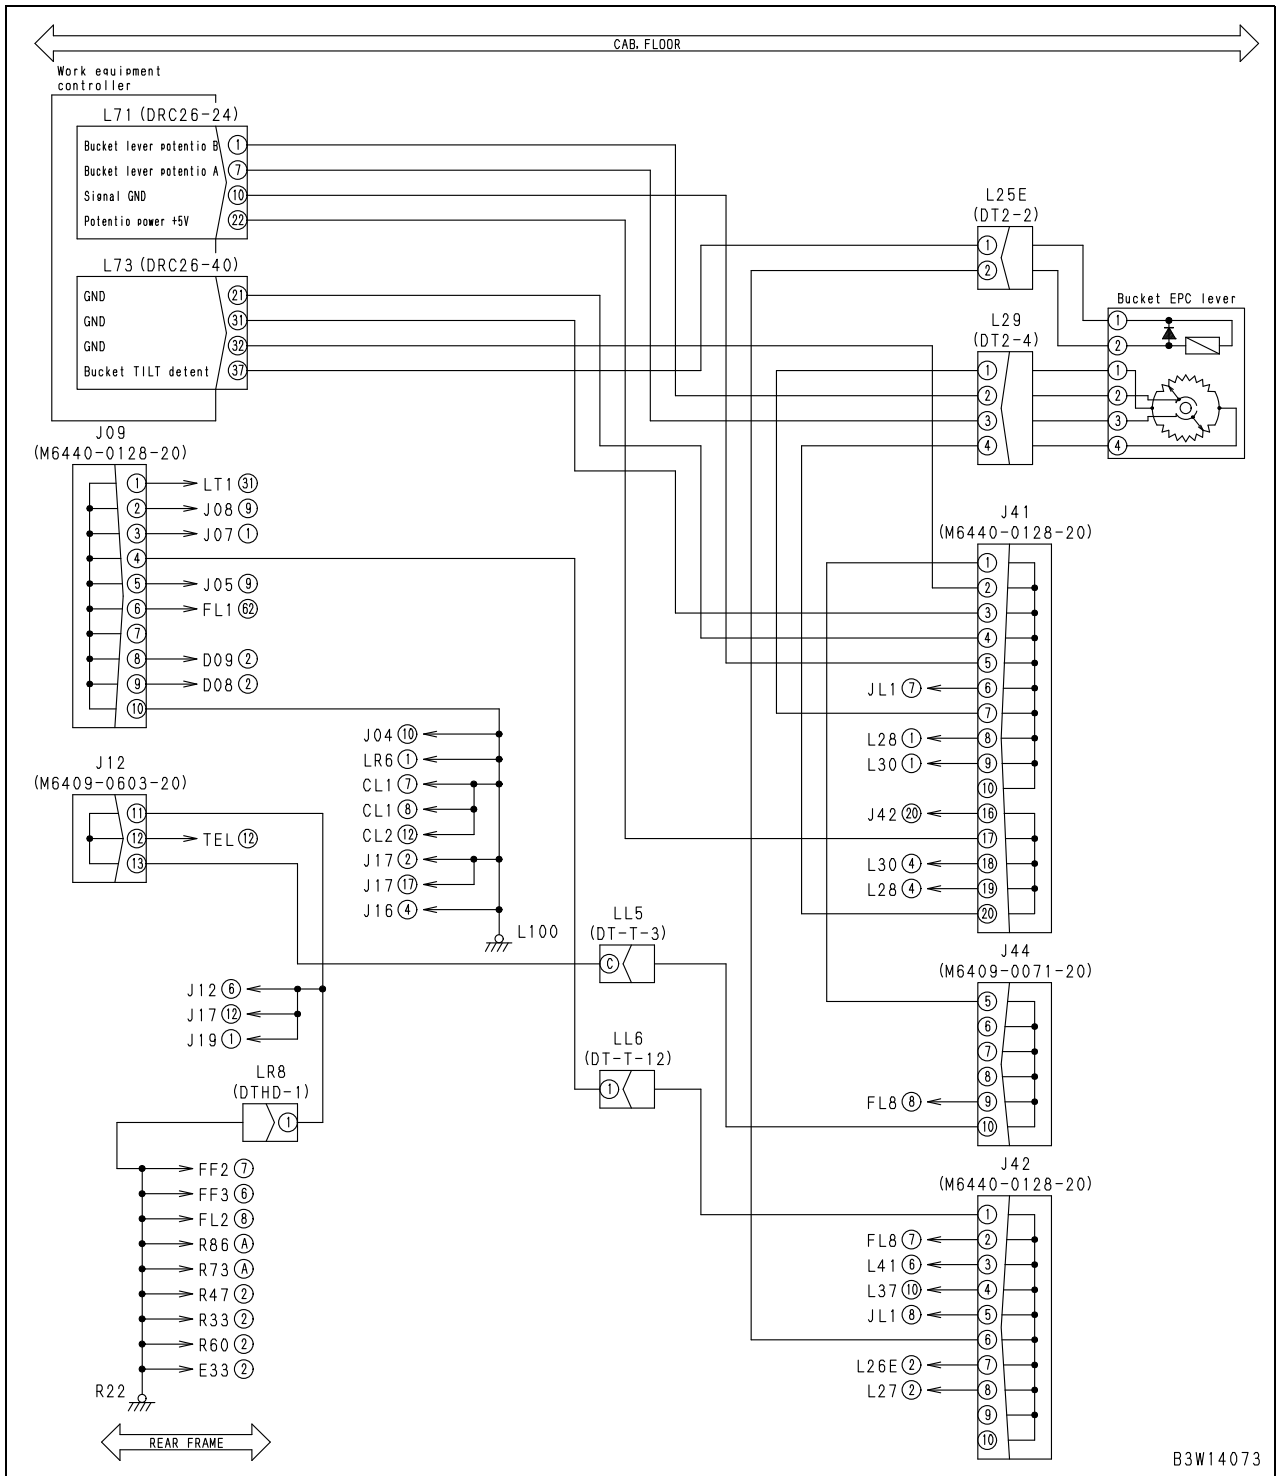 CAB. FLOOR
Work equipment
controller
L71 (DRC26-24)
Bucket lever potentio B 1
Bucket lever potentio A 7
Signal GND 10
Potentio power +5V 22
L73 (DRC26-40)
GND 21
GND 31
GND 32
Bucket TILT detent 37
L25E
(DT2-2)
1
2
L29
(DT2-4)
1
2
3
4
Bucket EPC lever
1
2
1
2
3
4
J09
(M6440-0128-20)
1 LT1 31
2 J08 9
3 J07 1
4
5 J05 9
6 FL1 62
7
8 D09 2
9 D08 2
10
J12
(M6409-0603-20)
11
12 TEL 12
13
J04 10
LR6 1
CL1 7
CL1 8
CL2 12
J17 2
J17 17
J16 4
L100
J12 6
J17 12
J19 1
LR8
(DTHD-1)
1
FF2 7
FF3 6
FL2 8
R86 A
R73 A
R47 2
R33 2
R60 2
E33 2
R22
REAR FRAME
LL5
(DT-T-3)
C
LL6
(DT-T-12)
1
J41
(M6440-0128-20)
1
2
3
4
5
JL1 7 6
7
L28 1 8
L30 1 9
10
J42 20 16
17
L30 4 18
L28 4 19
20
J44
(M6409-0071-20)
5
6
7
8
FL8 8 9
10
J42
(M6440-0128-20)
1
FL8 7 2
L41 6 3
L37 10 4
JL1 8 5
6
L26E 2 7
L27 2 8
9
10
B3W14073